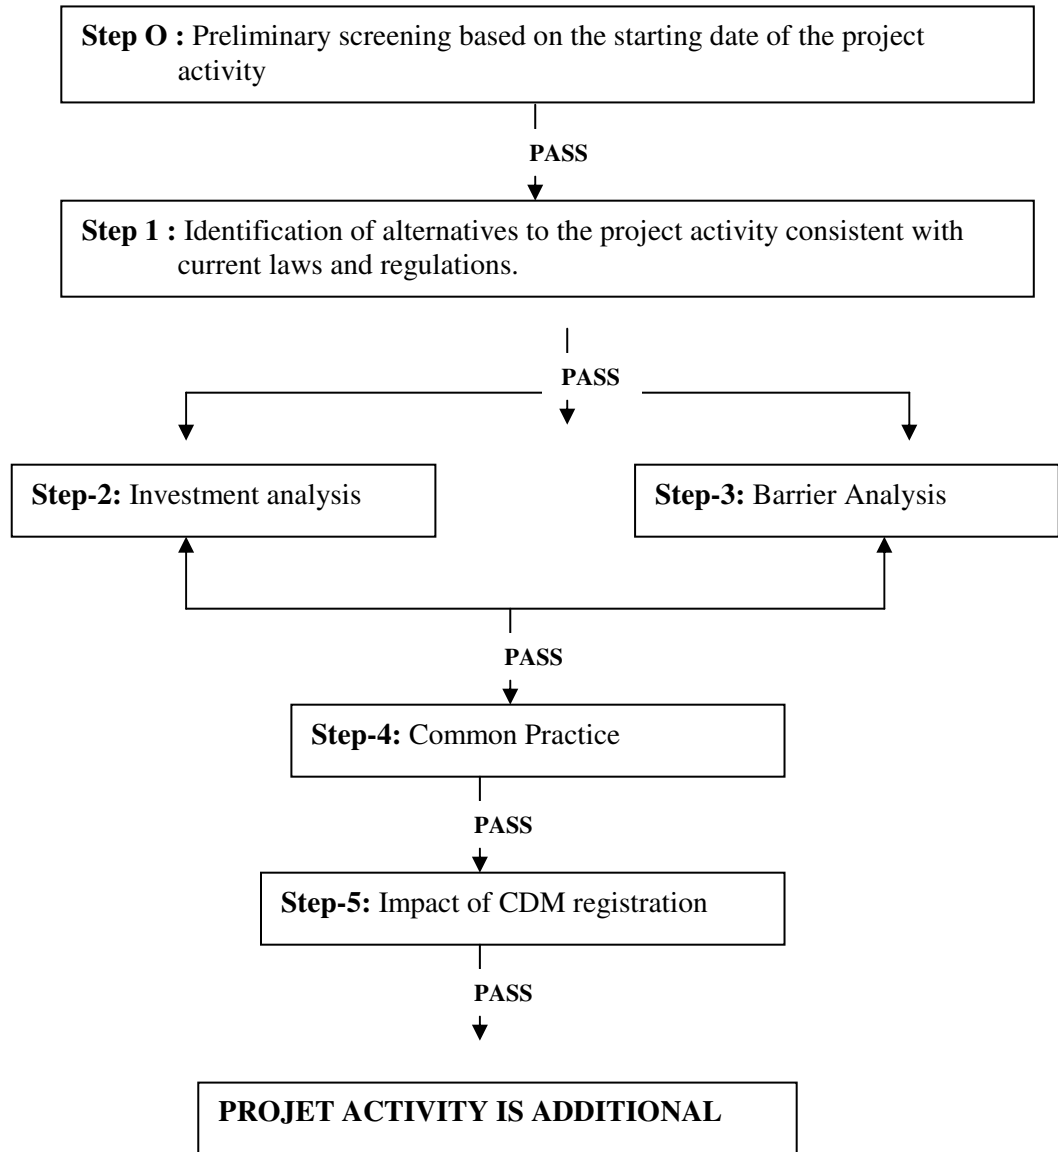 Step O : Preliminary screening based on the starting date of the project
activity
PASS
Step 1 : Identification of alternatives to the project activity consistent with
current laws and regulations.
PASS
Step-2: Investment analysis
Step-3: Barrier Analysis
PASS
Step-4: Common Practice
PASS
Step-5: Impact of CDM registration
PASS
PROJET ACTIVITY IS ADDITIONAL